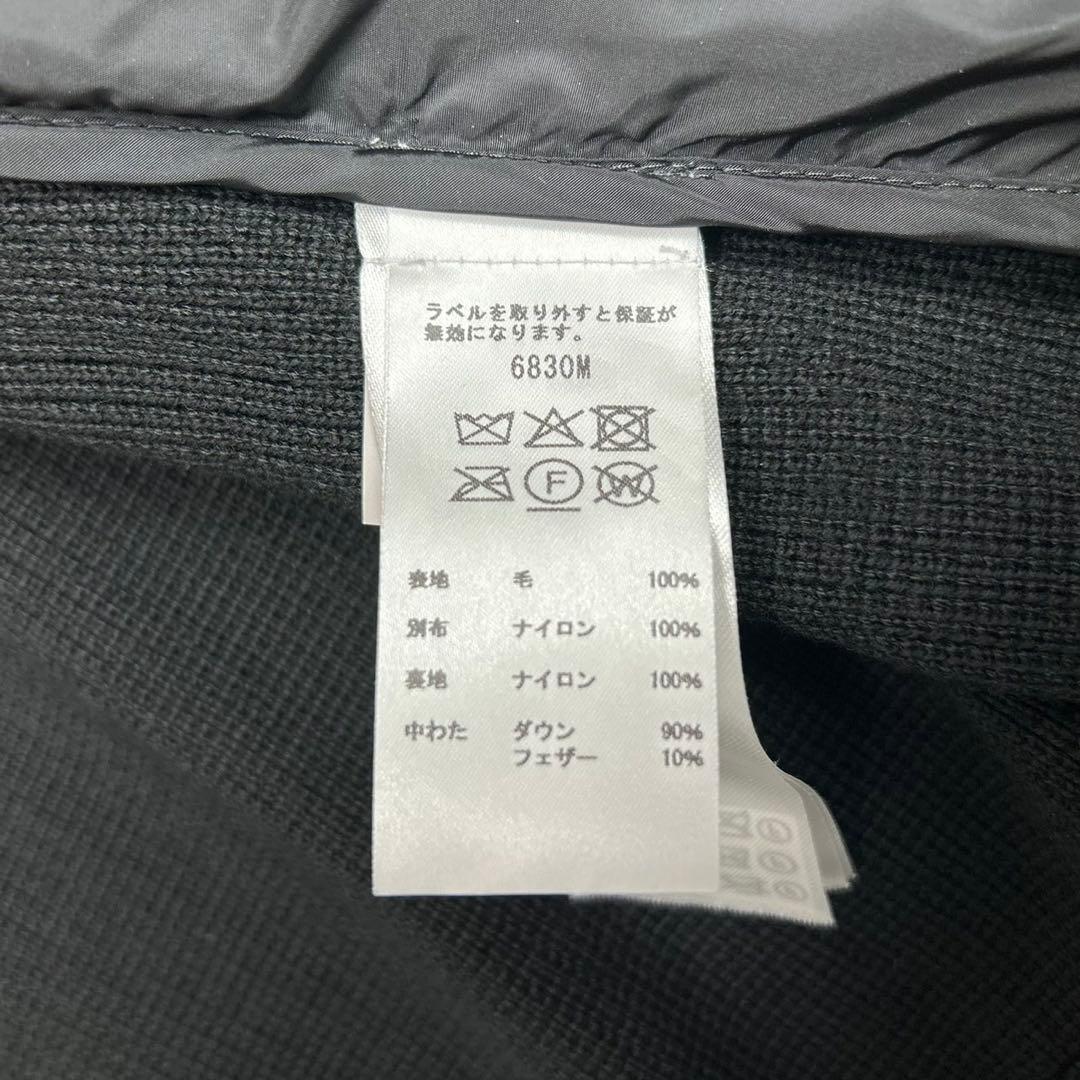 ラベルを取り外すと保証が
無効になります。
6830M
F W
表地 毛 100%
別布 ナイロン 100%
裏地 ナイロン 100%
中わた ダウン 90%
フェザー 10%